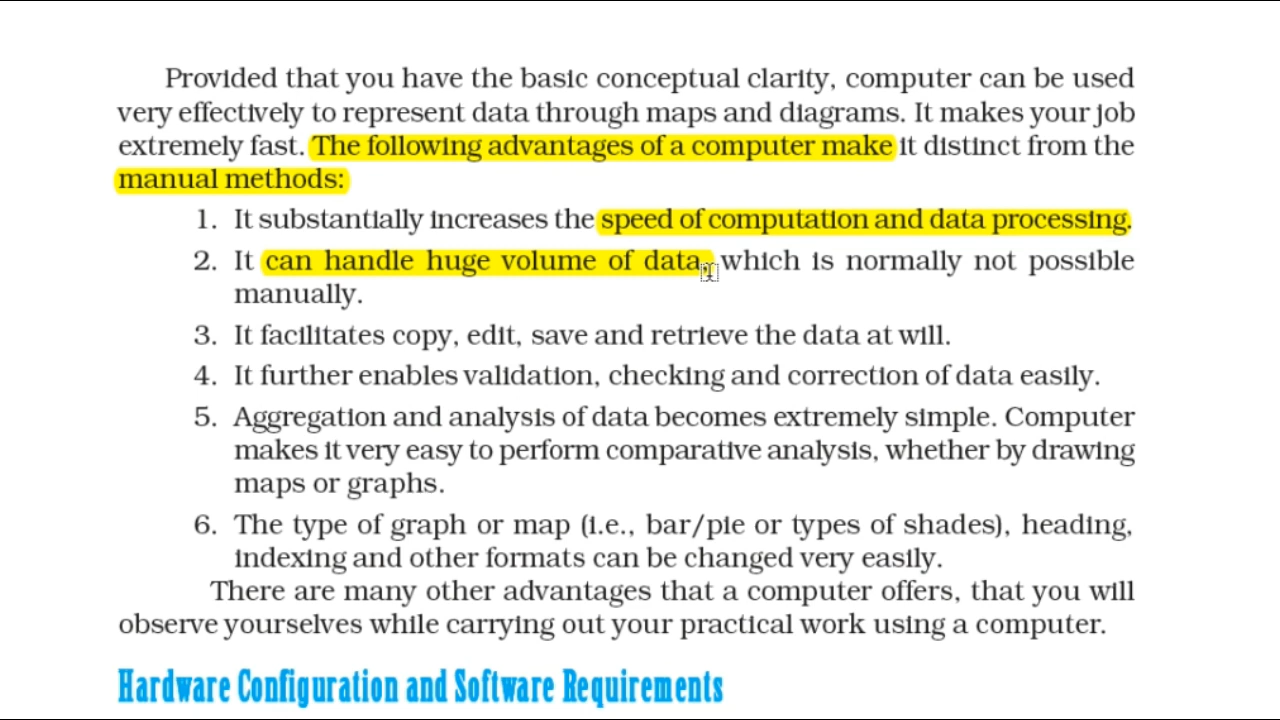 Provided that you have the basic conceptual clarity, computer can be used
very effectively to represent data through maps and diagrams. It makes your job
extremely fast. The following advantages of a computer make it distinct from the
manual methods:
1. It substantially increases the speed of computation and data processing.
2. It can handle huge volume of data, which is normally not possible
manually.
3. It facilitates copy, edit, save and retrieve the data at will.
4. It further enables validation, checking and correction of data easily.
5. Aggregation and analysis of data becomes extremely simple. Computer
makes it very easy to perform comparative analysis, whether by drawing
maps or graphs.
6. The type of graph or map (i.e., bar/pie or types of shades), heading,
indexing and other formats can be changed very easily.
There are many other advantages that a computer offers, that you will
observe yourselves while carrying out your practical work using a computer.
Hardware Configuration and Software Requirements